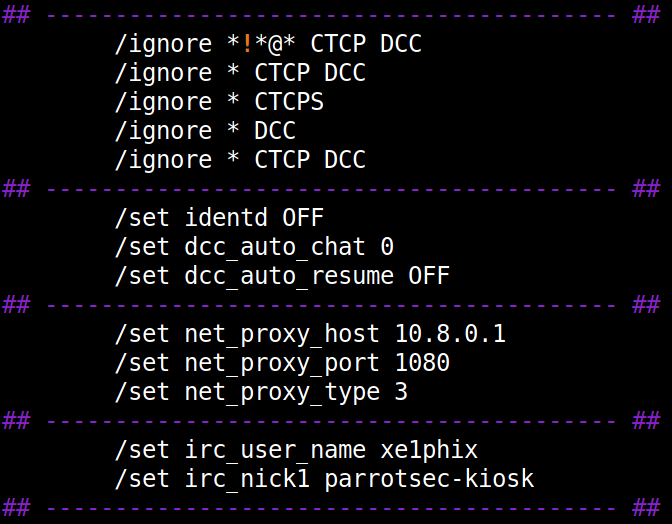 ## ----------------------------------------- ##
/ignore *!*@* CTCP DCC
/ignore * CTCP DCC
/ignore * CTCPS
/ignore * DCC
/ignore * CTCP DCC
## ----------------------------------------- ##
/set identd OFF
/set dcc_auto_chat 0
/set dcc_auto_resume OFF
## ----------------------------------------- ##
/set net_proxy_host 10.8.0.1
/set net_proxy_port 1080
/set net_proxy_type 3
## ----------------------------------------- ##
/set irc_user_name xe1phix
/set irc_nick1 parrotsec-kiosk
## ----------------------------------------- ##